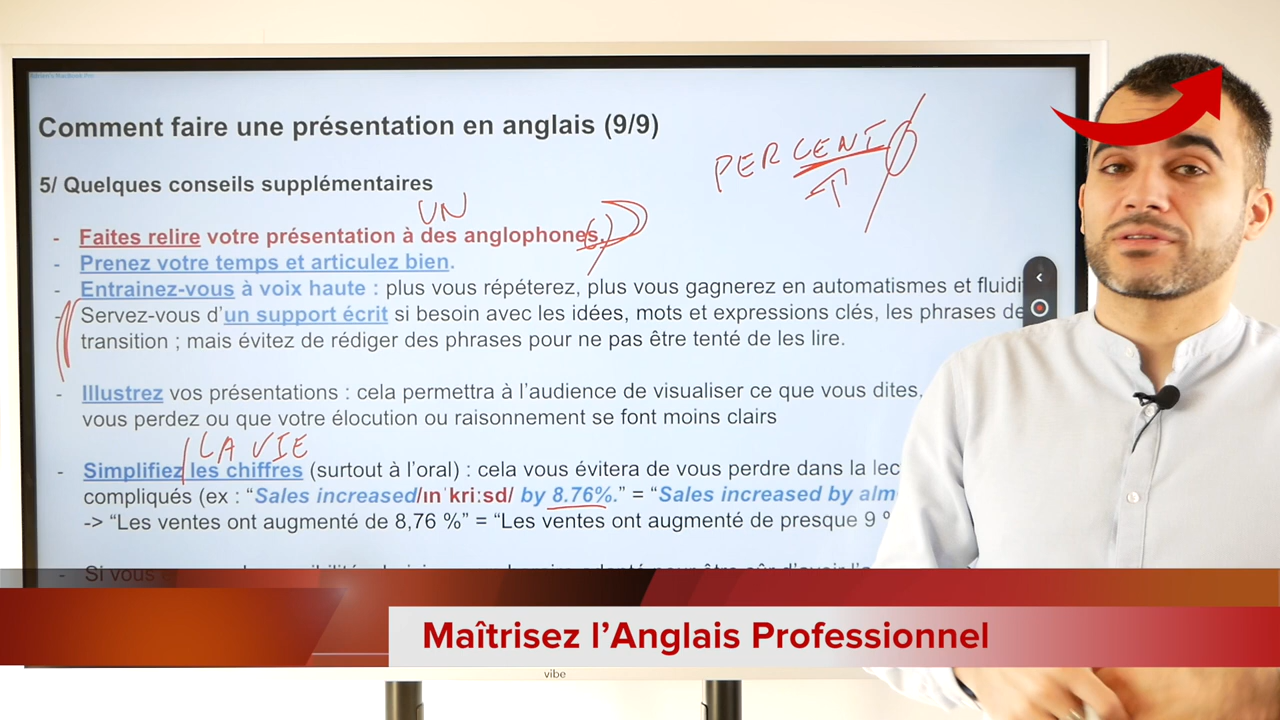 Comment faire une présentation en anglais (9/9)
PERCENT
5/ Quelques conseils supplémentaires
UN
- Faites relire votre présentation à des anglophones.
- Prenez votre temps et articulez bien.
- Entrainez-vous à voix haute : plus vous répéterez, plus vous gagnerez en automatismes et fluidi
- Servez-vous d'un support écrit si besoin avec les idées, mots et expressions clés, les phrases de
transition ; mais évitez de rédiger des phrases pour ne pas être tenté de les lire.
- Illustrez vos présentations : cela permettra à l'audience de visualiser ce que vous dites,
vous perdez ou que votre élocution ou raisonnement se font moins clairs
LA VIE
- Simplifiez les chiffres (surtout à l'oral) : cela vous évitera de vous perdre dans la lec
compliqués (ex : “Sales increased/ɪnˈkriːsd/ by 8.76%.” = “Sales increased by alm
-> “Les ventes ont augmenté de 8,76 %” = “Les ventes ont augmenté de presque 9 %
- Si vous
Maîtrisez l'Anglais Professionnel
vibe